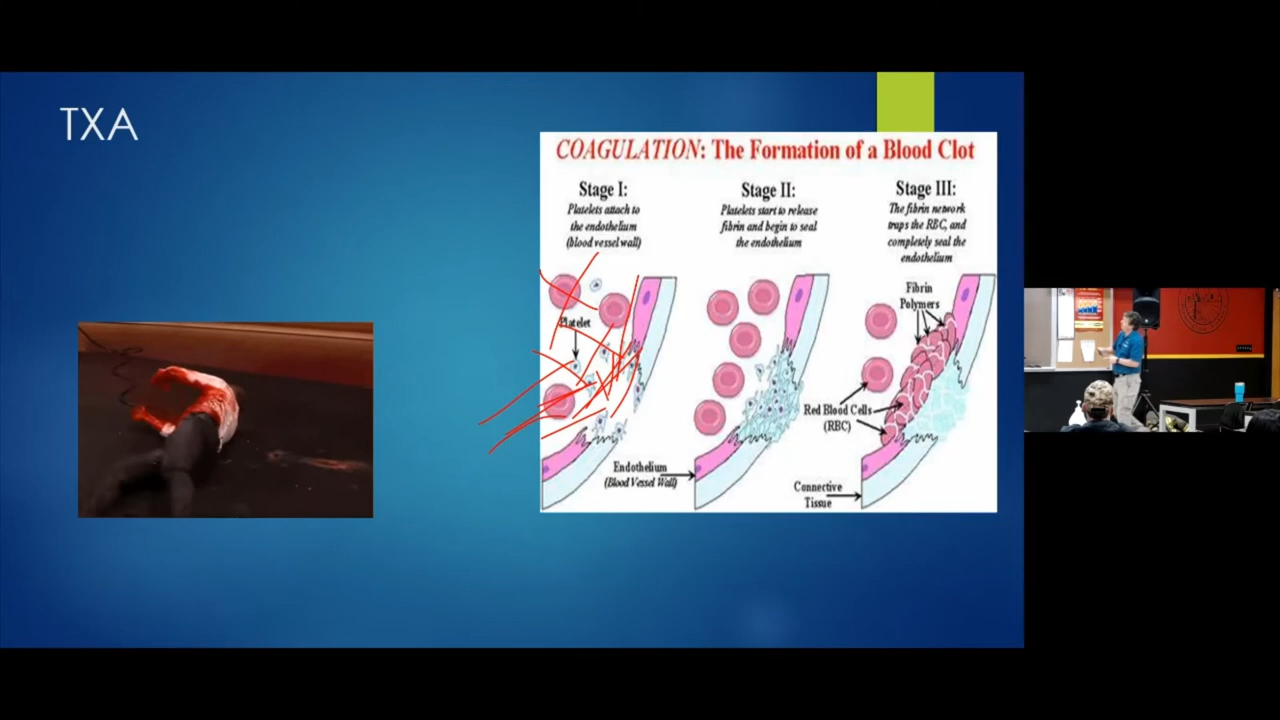 TXA
COAGULATION: The Formation of a Blood Clot
Stage I:
Platelets attach to
the endothelium
(blood vessel wall)
Stage II:
Platelets start to release
fibrin and begin to seal
the endothelium
Stage III:
The fibrin network
traps the RBC, and
completely seal the
endothelium
Platelet
Fibrin
Polymers
Red Blood Cells
(RBC)
Endothelium
(Blood Vessel Wall)
Connective
Tissue